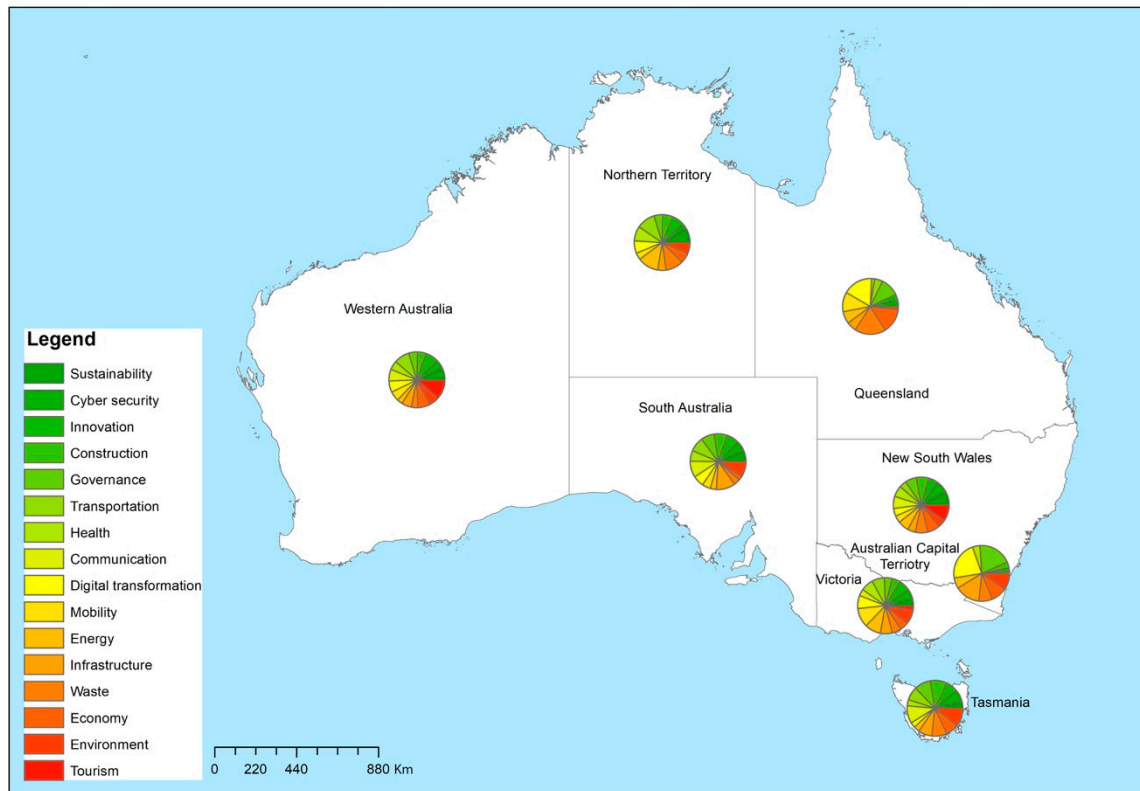 Northern Territory
Western Australia
Queensland
South Australia
New South Wales
Australian Capital
Terriotry
Victoria
Tasmania
Legend
Sustainability
Cyber security
Innovation
Construction
Governance
Transportation
Health
Communication
Digital transformation
Mobility
Energy
Infrastructure
Waste
Economy
Environment
Tourism
0 220 440 880 Km